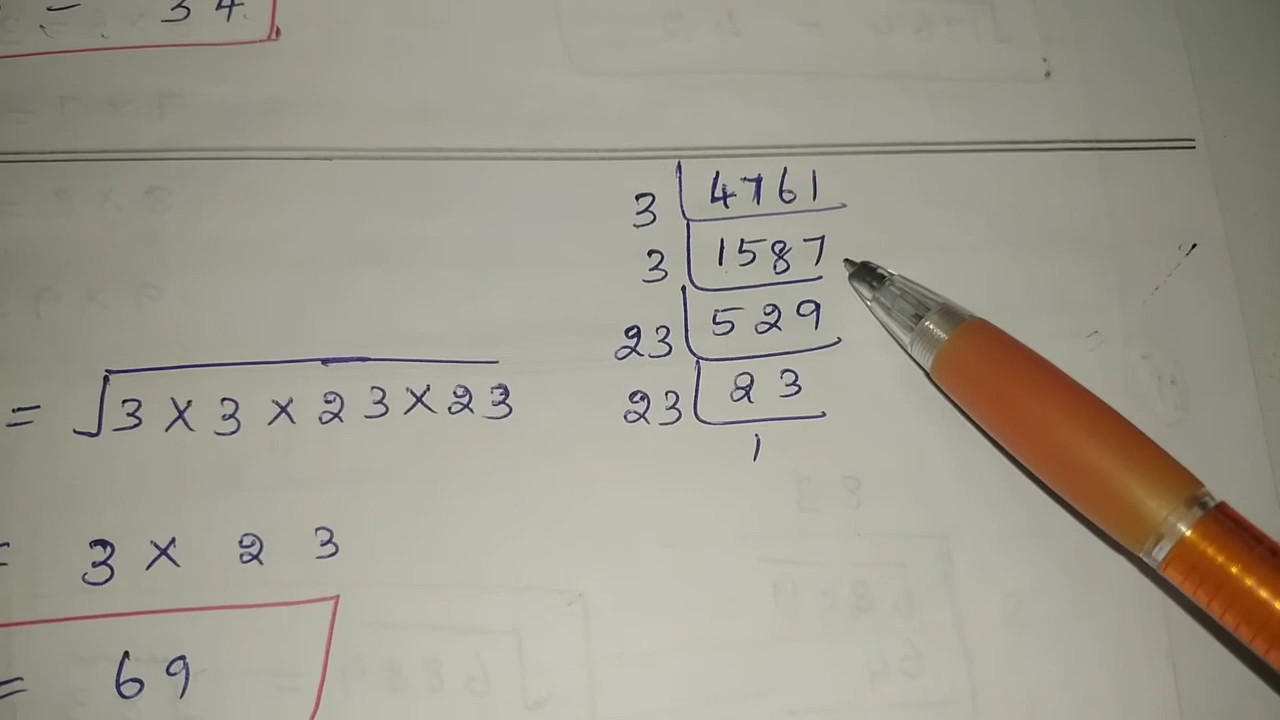 34
3 | 4761
3 | 1587
23 | 529
23 | 23
1
= √3 × 3 × 23 × 23
= 3 × 23
= 69